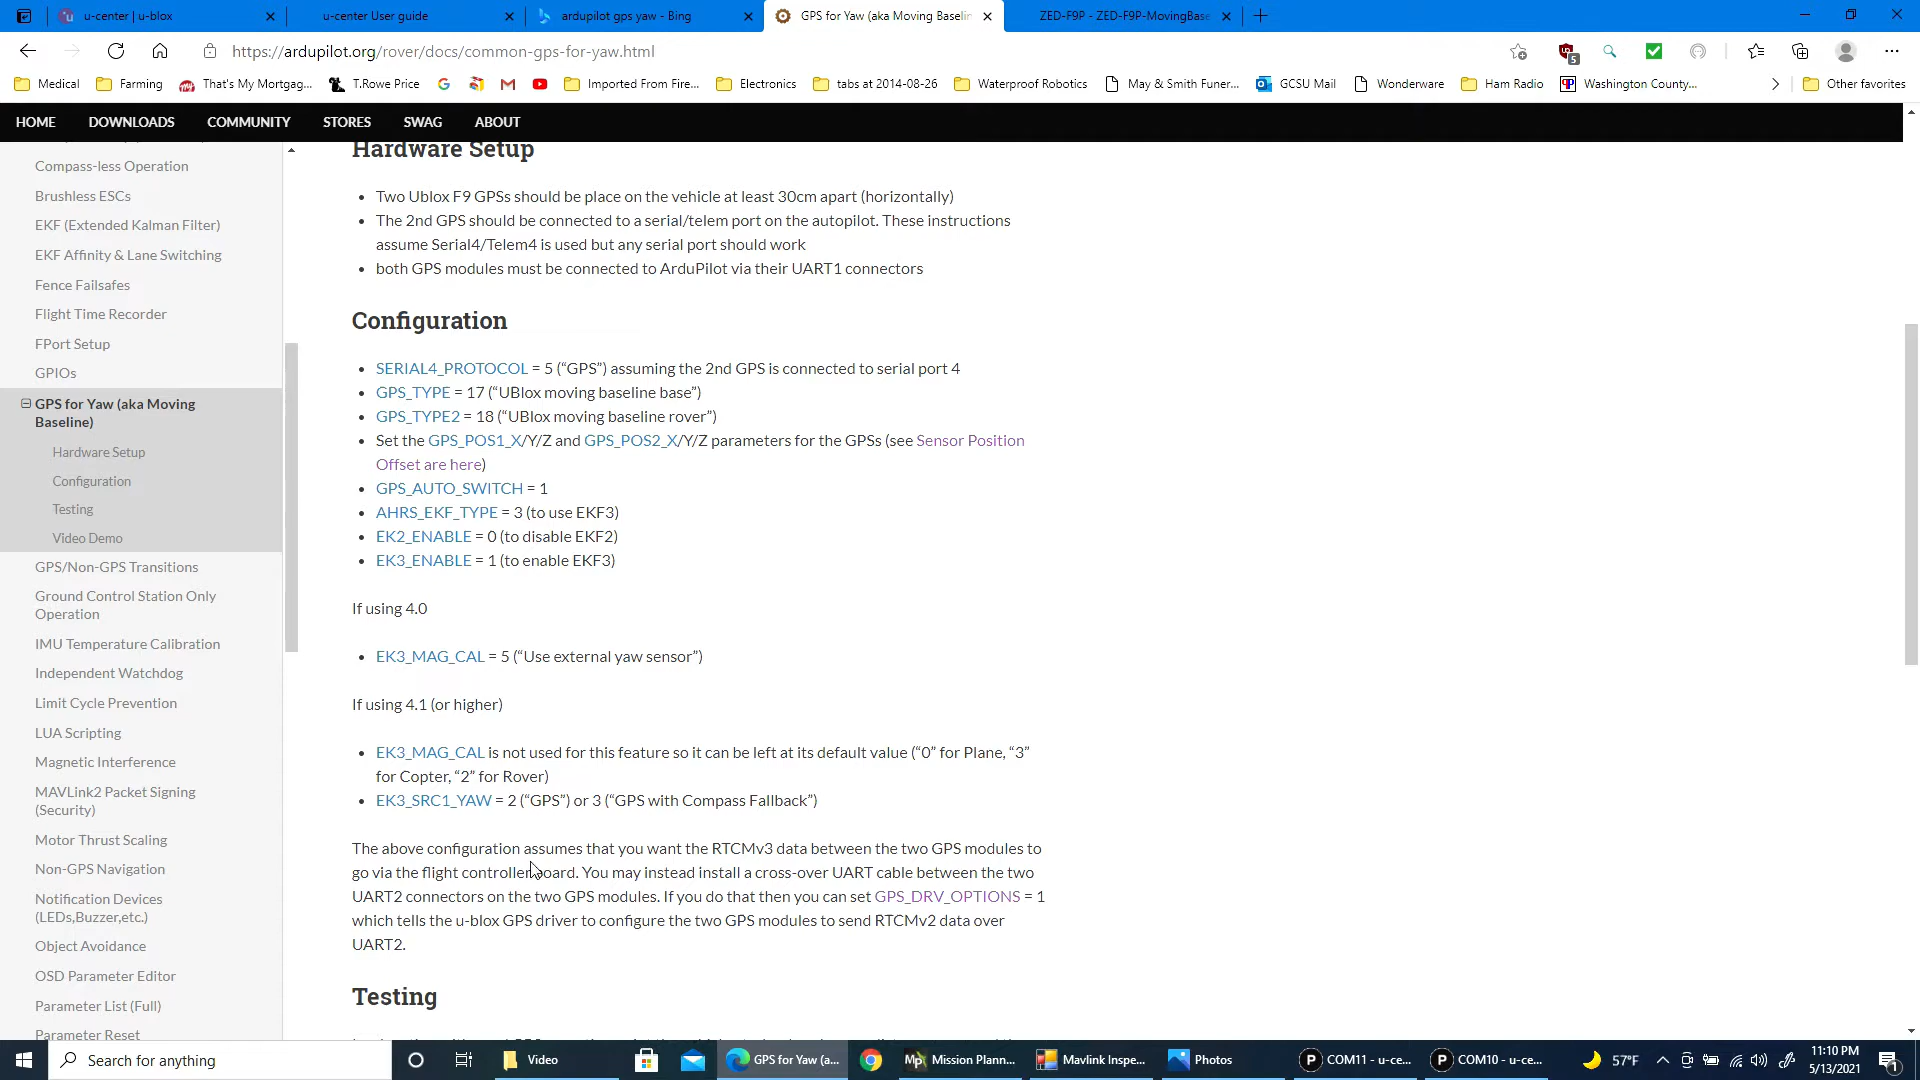 u-center | u-blox
u-center User guide
ardupilot gps yaw - Bing
GPS for Yaw (aka Moving Baselin
ZED-F9P - ZED-F9P-MovingBase
https://ardupilot.org/rover/docs/common-gps-for-yaw.html
5
Medical
Farming
That's My Mortgag...
T.Rowe Price
Imported From Fire...
Electronics
tabs at 2014-08-26
Waterproof Robotics
May & Smith Funer...
GCSU Mail
Wonderware
Ham Radio
Washington County...
Other favorites
HOME
DOWNLOADS
COMMUNITY
STORES
SWAG
ABOUT
Compass-less Operation
Brushless ESCs
EKF (Extended Kalman Filter)
EKF Affinity & Lane Switching
Fence Failsafes
Flight Time Recorder
FPort Setup
GPIOs
GPS for Yaw (aka Moving
Baseline)
Hardware Setup
Configuration
Testing
Video Demo
GPS/Non-GPS Transitions
Ground Control Station Only
Operation
IMU Temperature Calibration
Independent Watchdog
Limit Cycle Prevention
LUA Scripting
Magnetic Interference
MAVLink2 Packet Signing
(Security)
Motor Thrust Scaling
Non-GPS Navigation
Notification Devices
(LEDs,Buzzer,etc.)
Object Avoidance
OSD Parameter Editor
Parameter List (Full)
Parameter Reset
Hardware Setup
• Two Ublox F9 GPSs should be place on the vehicle at least 30cm apart (horizontally)
• The 2nd GPS should be connected to a serial/telem port on the autopilot. These instructions
assume Serial4/Telem4 is used but any serial port should work
• both GPS modules must be connected to ArduPilot via their UART1 connectors
Configuration
• SERIAL4_PROTOCOL = 5 (“GPS”) assuming the 2nd GPS is connected to serial port 4
• GPS_TYPE = 17 (“UBlox moving baseline base”)
• GPS_TYPE2 = 18 (“UBlox moving baseline rover”)
• Set the GPS_POS1_X/Y/Z and GPS_POS2_X/Y/Z parameters for the GPSs (see Sensor Position
Offset are here)
• GPS_AUTO_SWITCH = 1
• AHRS_EKF_TYPE = 3 (to use EKF3)
• EK2_ENABLE = 0 (to disable EKF2)
• EK3_ENABLE = 1 (to enable EKF3)
If using 4.0
• EK3_MAG_CAL = 5 (“Use external yaw sensor”)
If using 4.1 (or higher)
• EK3_MAG_CAL is not used for this feature so it can be left at its default value (“0” for Plane, “3”
for Copter, “2” for Rover)
• EK3_SRC1_YAW = 2 (“GPS”) or 3 (“GPS with Compass Fallback”)
The above configuration assumes that you want the RTCMv3 data between the two GPS modules to
go via the flight controller board. You may instead install a cross-over UART cable between the two
UART2 connectors on the two GPS modules. If you do that then you can set GPS_DRV_OPTIONS = 1
which tells the u-blox GPS driver to configure the two GPS modules to send RTCMv2 data over
UART2.
Testing
Search for anything
Video
GPS for Yaw (a...
Mission Plann...
Mavlink Inspe...
Photos
COM11 - u-ce...
COM10 - u-ce...
57°F
11:10 PM
5/13/2021
1